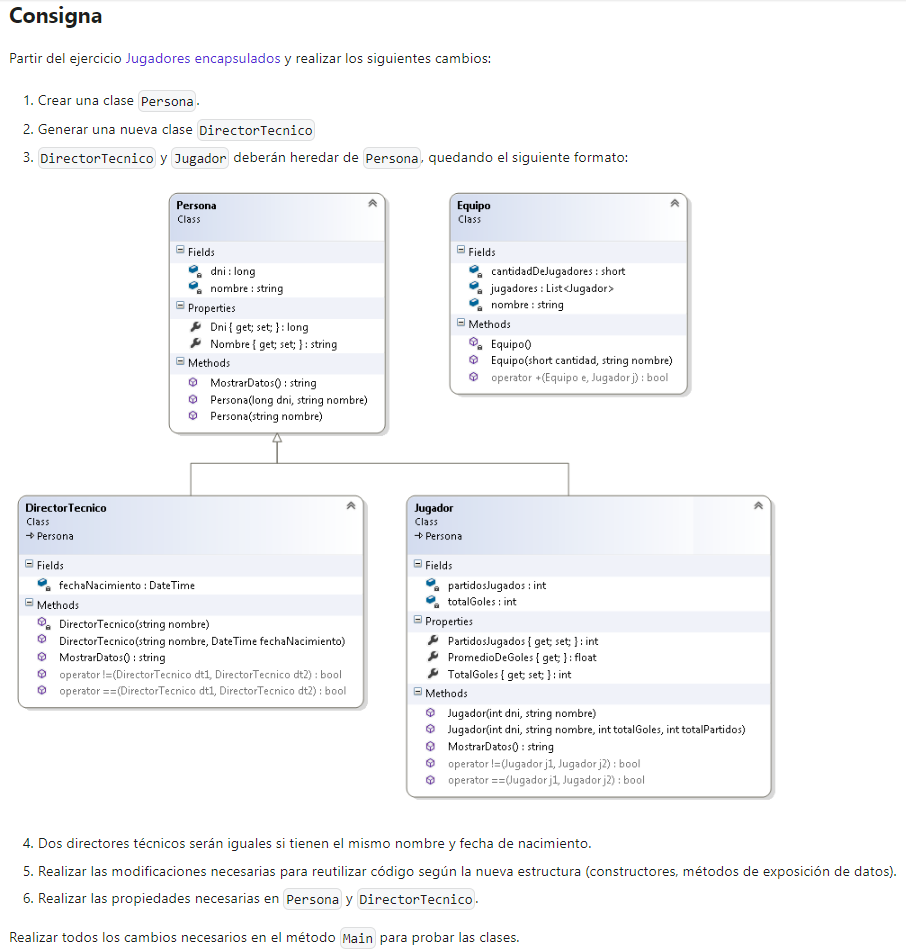 Consigna
Partir del ejercicio Jugadores encapsulados y realizar los siguientes cambios:
1. Crear una clase Persona.
2. Generar una nueva clase DirectorTecnico
3. DirectorTecnico y Jugador deberán heredar de Persona, quedando el siguiente formato:
Persona
Class
Fields
dni : long
nombre : string
Properties
Dni { get; set; } : long
Nombre { get; set; } : string
Methods
MostrarDatos() : string
Persona(long dni, string nombre)
Persona(string nombre)
Equipo
Class
Fields
cantidadDeJugadores : short
jugadores : List<Jugador>
nombre : string
Methods
Equipo()
Equipo(short cantidad, string nombre)
operator +(Equipo e, Jugador j) : bool
DirectorTecnico
Class
Persona
Fields
fechaNacimiento : DateTime
Methods
DirectorTecnico(string nombre)
DirectorTecnico(string nombre, DateTime fechaNacimiento)
MostrarDatos() : string
operator !=(DirectorTecnico dt1, DirectorTecnico dt2) : bool
operator ==(DirectorTecnico dt1, DirectorTecnico dt2) : bool
Jugador
Class
Persona
Fields
partidosJugados : int
totalGoles : int
Properties
PartidosJugados { get; set; } : int
PromedioDeGoles { get; } : float
TotalGoles { get; set; } : int
Methods
Jugador(int dni, string nombre)
Jugador(int dni, string nombre, int totalGoles, int totalPartidos)
MostrarDatos() : string
operator !=(Jugador j1, Jugador j2) : bool
operator ==(Jugador j1, Jugador j2) : bool
4. Dos directores técnicos serán iguales si tienen el mismo nombre y fecha de nacimiento.
5. Realizar las modificaciones necesarias para reutilizar código según la nueva estructura (constructores, métodos de exposición de datos).
6. Realizar las propiedades necesarias en Persona y DirectorTecnico.
Realizar todos los cambios necesarios en el método Main para probar las clases.